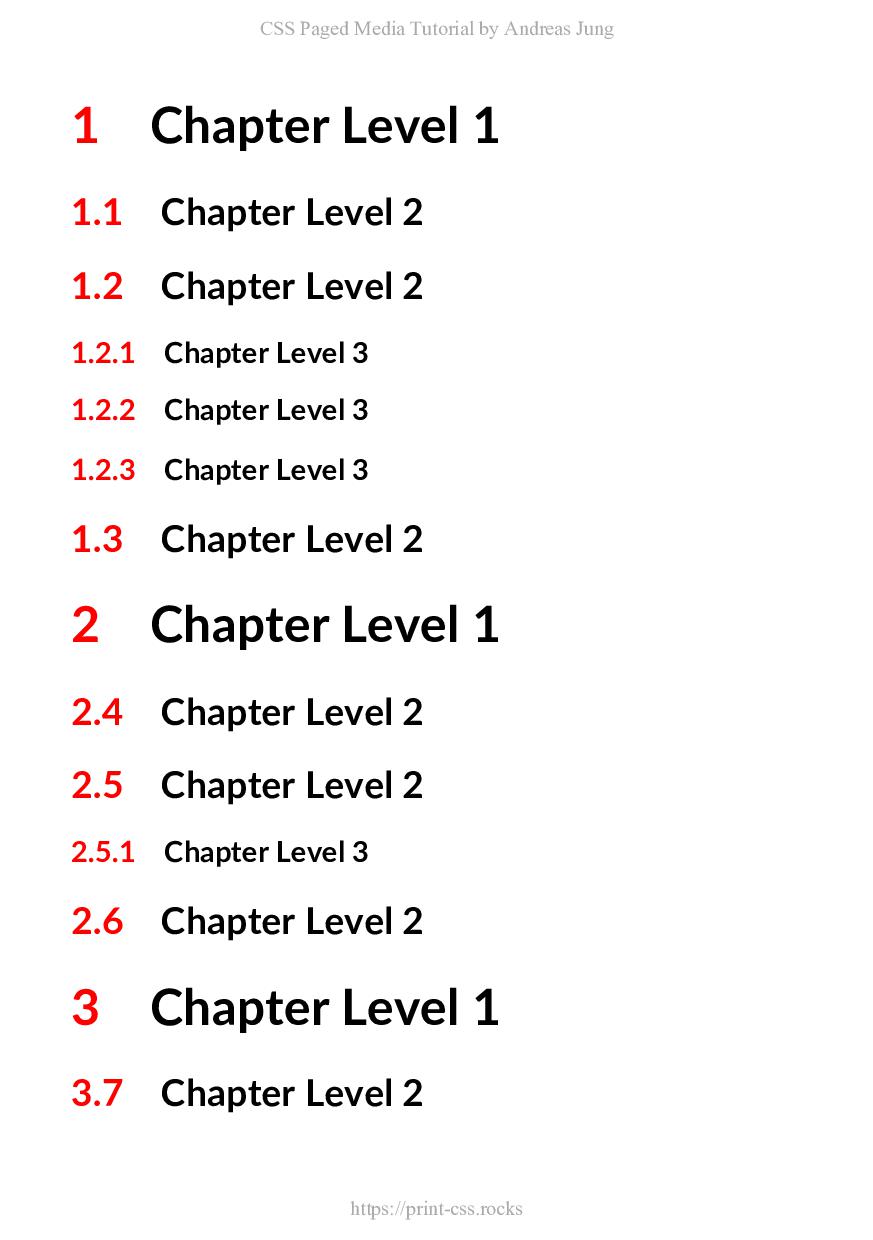 CSS Paged Media Tutorial by Andreas Jung
1 Chapter Level 1
1.1 Chapter Level 2
1.2 Chapter Level 2
1.2.1 Chapter Level 3
1.2.2 Chapter Level 3
1.2.3 Chapter Level 3
1.3 Chapter Level 2
2 Chapter Level 1
2.4 Chapter Level 2
2.5 Chapter Level 2
2.5.1 Chapter Level 3
2.6 Chapter Level 2
3 Chapter Level 1
3.7 Chapter Level 2
https://print-css.rocks